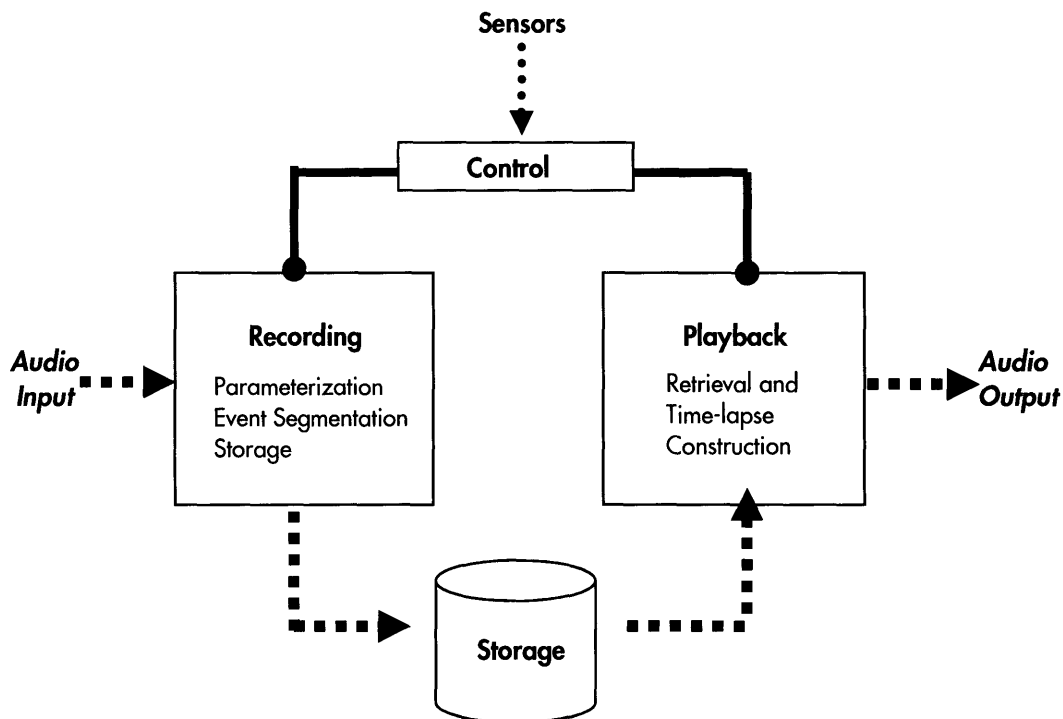 Sensors
Control
Recording
Parameterization
Event Segmentation
Storage
Audio
Input
Playback
Retrieval and
Time-lapse
Construction
Audio
Output
Storage